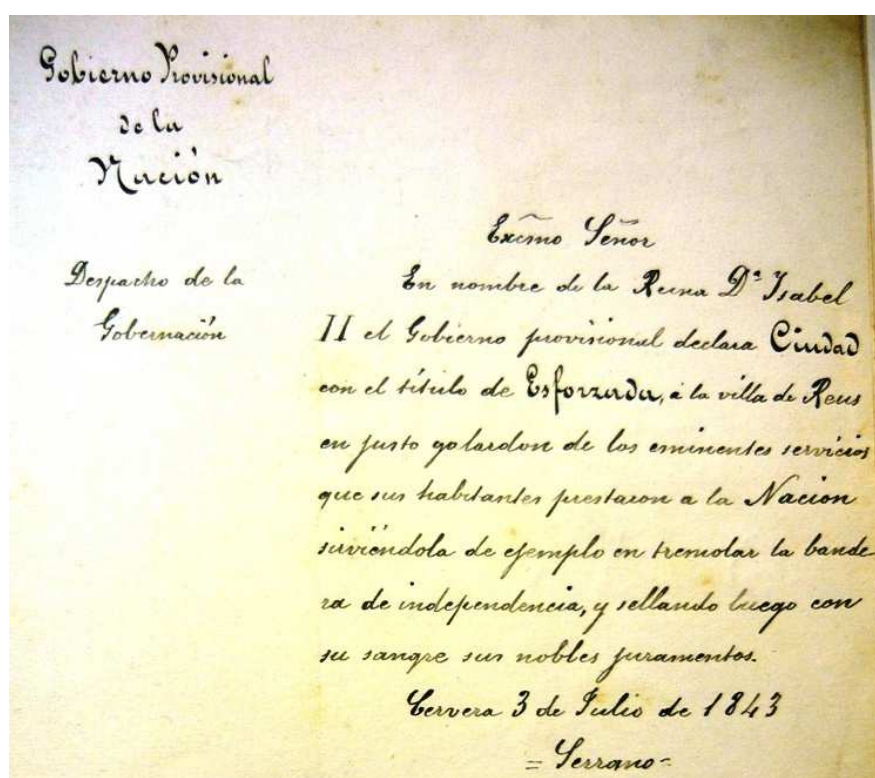 Gobierno Provisional
de la
Nación
Excmo Señor
Despacho de la
Gobernación
En nombre de la Reina Dª Isabel
II el Gobierno provisional declara Ciudad
con el título de Esforzada, á la villa de Reus
en justo galardon de los eminentes servicios
que sus habitantes prestaron a la Nacion
sirviéndola de ejemplo en tremolar la bande
ra de independencia, y sellando luego con
su sangre sus nobles juramentos.
Cervera 3 de Julio de 1843
= Serrano =